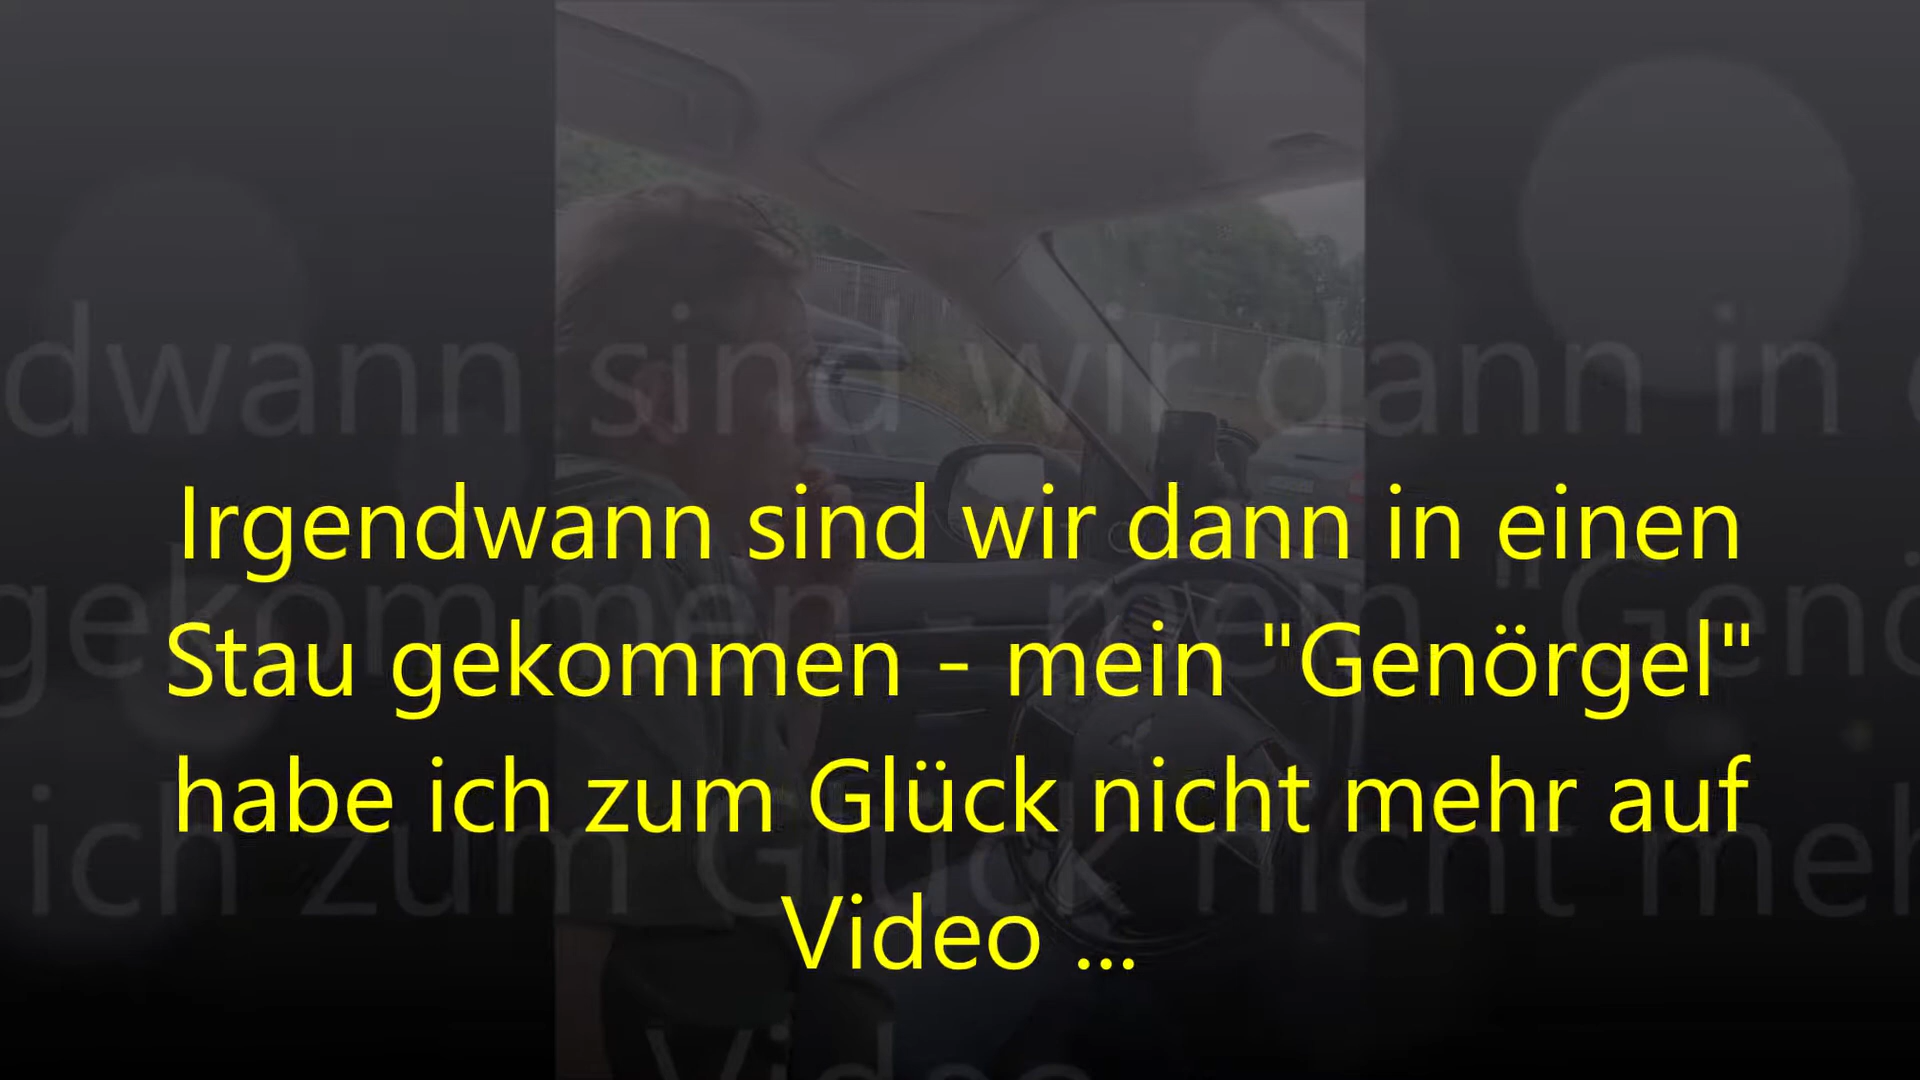 Irgendwann sind wir dann in einen
Stau gekommen - mein "Genörgel"
habe ich zum Glück nicht mehr auf
Video ...